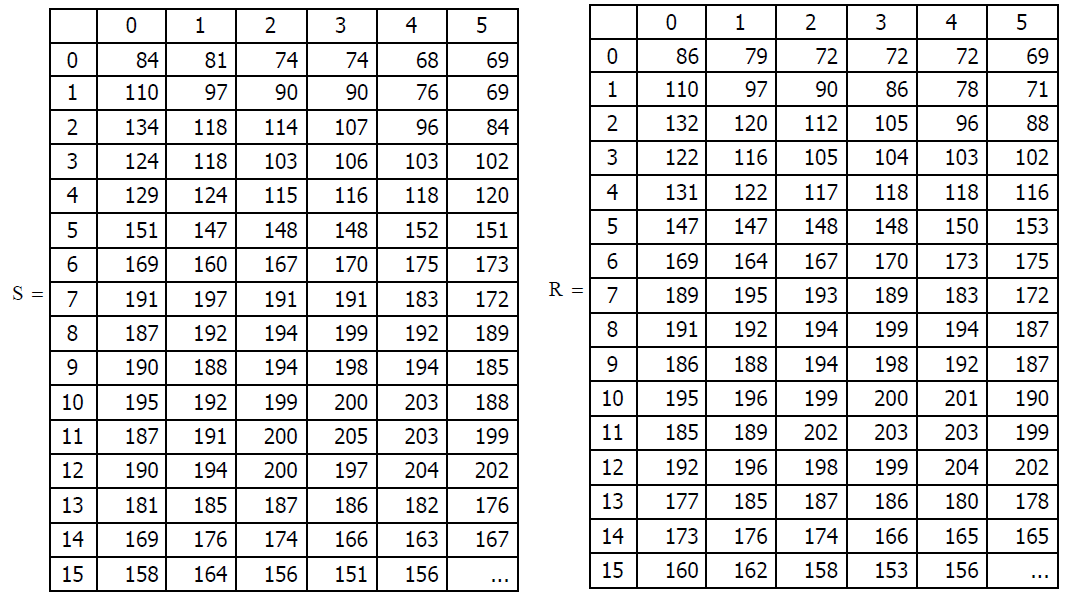 0 1 2 3 4 5
0 84 81 74 74 68 69
1 110 97 90 90 76 69
2 134 118 114 107 96 84
3 124 118 103 106 103 102
4 129 124 115 116 118 120
5 151 147 148 148 152 151
6 169 160 167 170 175 173
S =
7 191 197 191 191 183 172
8 187 192 194 199 192 189
9 190 188 194 198 194 185
10 195 192 199 200 203 188
11 187 191 200 205 203 199
12 190 194 200 197 204 202
13 181 185 187 186 182 176
14 169 176 174 166 163 167
15 158 164 156 151 156 ...
0 1 2 3 4 5
0 86 79 72 72 72 69
1 110 97 90 86 78 71
2 132 120 112 105 96 88
3 122 116 105 104 103 102
4 131 122 117 118 118 116
5 147 147 148 148 150 153
6 169 164 167 170 173 175
R =
7 189 195 193 189 183 172
8 191 192 194 199 194 187
9 186 188 194 198 192 187
10 195 196 199 200 201 190
11 185 189 202 203 203 199
12 192 196 198 199 204 202
13 177 185 187 186 180 178
14 173 176 174 166 165 165
15 160 162 158 153 156 ...